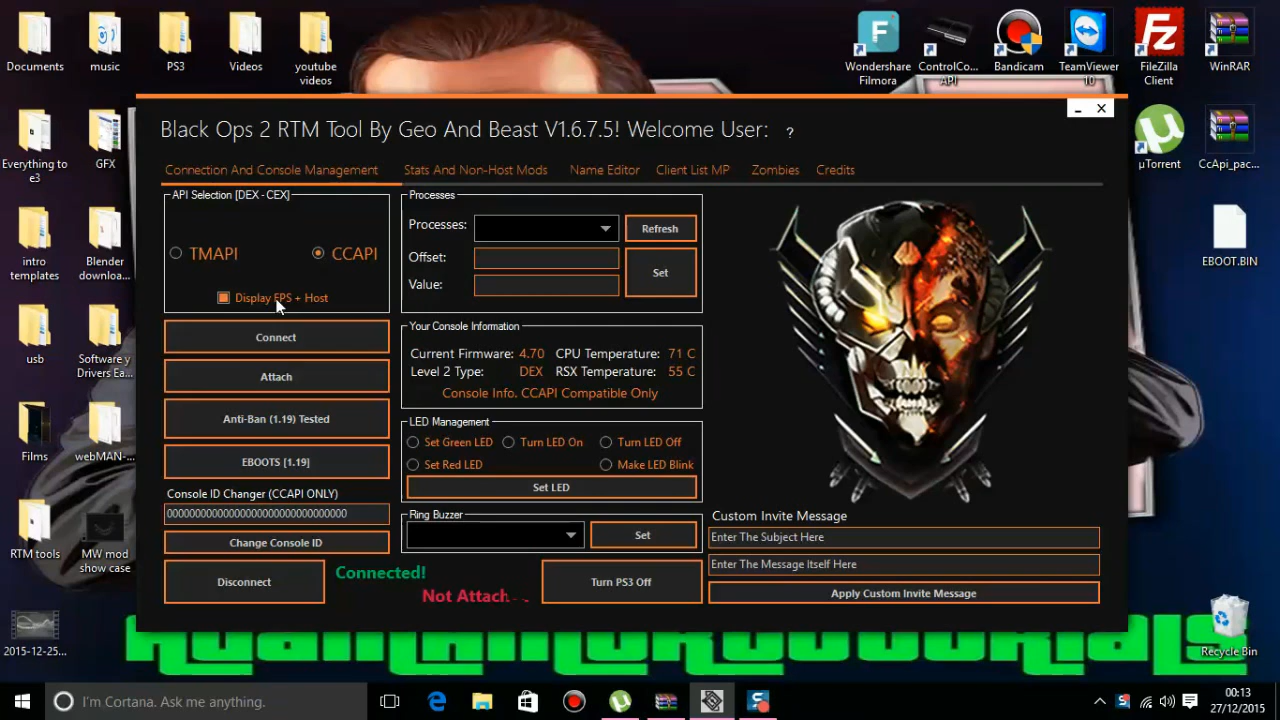 Documents
music
PS3
Videos
youtube videos
Wondershare Filmora
ControlCo... API
Bandicam
TeamViewer 10
FileZilla Client
WinRAR
Everything to e3
GFX
µTorrent
CcApi_pac...
intro templates
Blender downloa...
EBOOT.BIN
usb
Software y Drivers Ea...
Films
webMAN-...
RTM tools
MW mod show case
2015-12-25...
Recycle Bin
Black Ops 2 RTM Tool By Geo And Beast V1.6.7.5! Welcome User: ?
Connection And Console Management
Stats And Non-Host Mods
Name Editor
Client List MP
Zombies
Credits
API Selection [DEX - CEX]
TMAPI
CCAPI
Display FPS + Host
Connect
Attach
Anti-Ban (1.19) Tested
EBOOTS [1.19]
Console ID Changer (CCAPI ONLY)
00000000000000000000000000000000
Change Console ID
Disconnect
Connected!
Not Attach
Processes
Processes:
Refresh
Offset:
Value:
Set
Your Console Information
Current Firmware: 4.70 CPU Temperature: 71 C
Level 2 Type: DEX RSX Temperature: 55 C
Console Info. CCAPI Compatible Only
LED Management
Set Green LED
Turn LED On
Turn LED Off
Set Red LED
Make LED Blink
Set LED
Ring Buzzer
Set
Turn PS3 Off
Custom Invite Message
Enter The Subject Here
Enter The Message Itself Here
Apply Custom Invite Message
I'm Cortana. Ask me anything.
00:13
27/12/2015